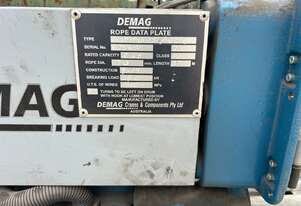 DEMAG
ROPE DATA PLATE
TYPE
SERIAL No.
RATED CAPACITY CLASS
ROPE DIA. mm. LENGTH
CONSTRUCTION
BREAKING LOAD
U.T.S OF WIRES MPa
TURNS TO BE LEFT ON DRUM
WITH HOOK AT LOWEST POSITION
MANUFACTURED BY
DEMAG Cranes & Components Pty Ltd
AUSTRALIA
MAG